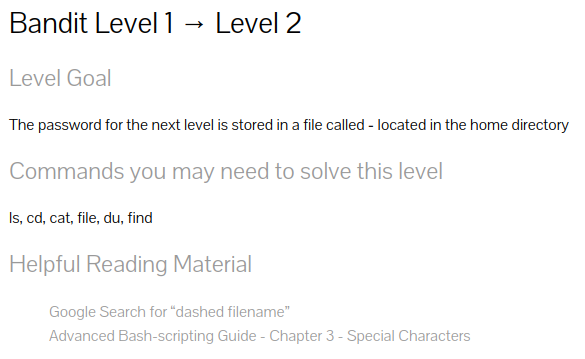 Bandit Level 1 → Level 2
Level Goal
The password for the next level is stored in a file called - located in the home directory
Commands you may need to solve this level
ls, cd, cat, file, du, find
Helpful Reading Material
Google Search for “dashed filename”
Advanced Bash-scripting Guide - Chapter 3 - Special Characters